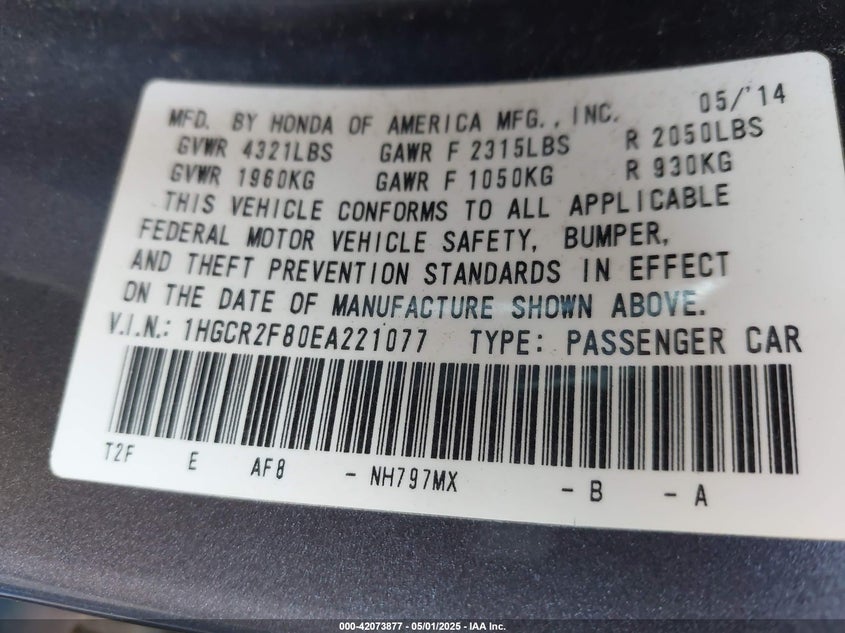 MFD. BY HONDA OF AMERICA MFG., INC. 05/'14
GVWR 4321LBS GAWR F 2315LBS R 2050LBS
GVWR 1960KG GAWR F 1050KG R 930KG
THIS VEHICLE CONFORMS TO ALL APPLICABLE
FEDERAL MOTOR VEHICLE SAFETY, BUMPER,
AND THEFT PREVENTION STANDARDS IN EFFECT
ON THE DATE OF MANUFACTURE SHOWN ABOVE.
V.I.N.: 1HGCR2F80EA221077 TYPE: PASSENGER CAR
T2F E AF8 - NH797MX - B - A
000-42073877 - 05/01/2025 - IAA Inc.